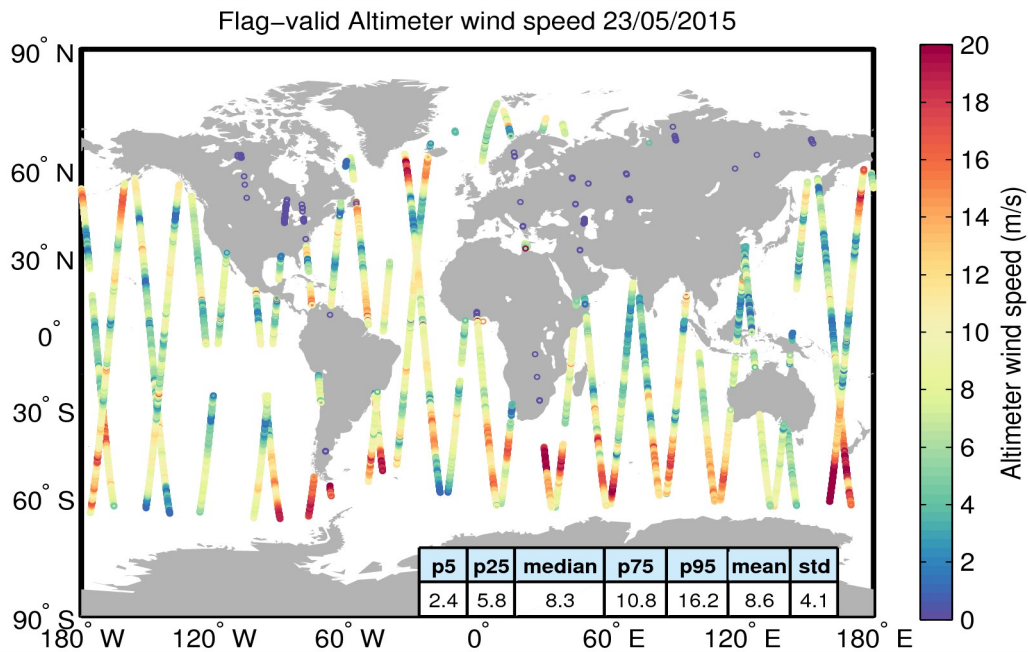 Flag−valid Altimeter wind speed 23/05/2015
90° N
60° N
30° N
0°
30° S
60° S
90° S
180° W
120° W
60° W
0°
60° E
120° E
180° E
p5 p25 median p75 p95 mean std
2.4 5.8 8.3 10.8 16.2 8.6 4.1
20
18
16
14
12
10
8
6
4
2
0
Altimeter wind speed (m/s)